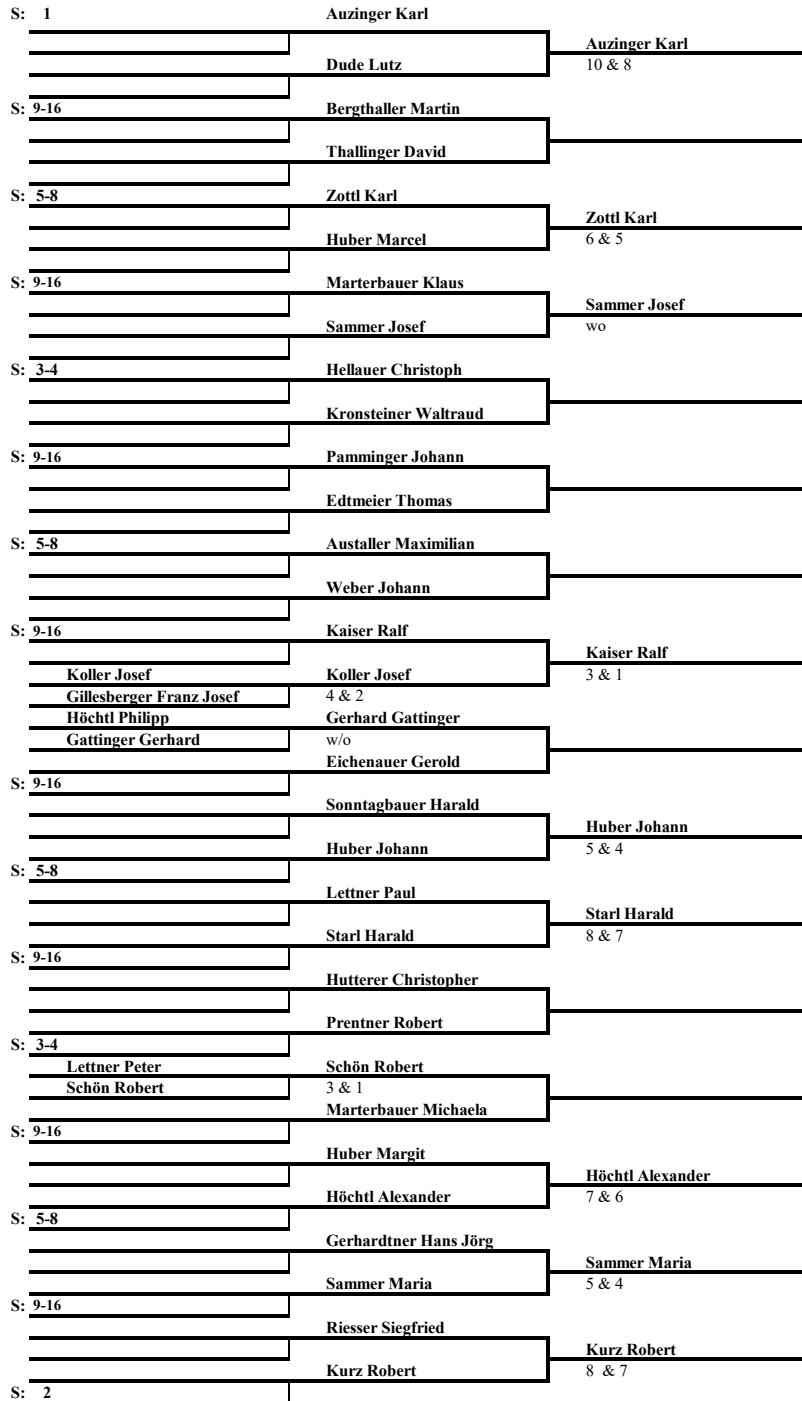 S: 1 Auzinger Karl
Auzinger Karl
Dude Lutz 10 & 8
S: 9-16 Bergthaller Martin
Thallinger David
S: 5-8 Zottl Karl
Zottl Karl
Huber Marcel 6 & 5
S: 9-16 Marterbauer Klaus
Sammer Josef
Sammer Josef wo
S: 3-4 Hellauer Christoph
Kronsteiner Waltraud
S: 9-16 Pamminger Johann
Edtmeier Thomas
S: 5-8 Austaller Maximilian
Weber Johann
S: 9-16 Kaiser Ralf
Kaiser Ralf
Koller Josef Koller Josef 3 & 1
Gillesberger Franz Josef 4 & 2
Höchtl Philipp Gerhard Gattinger
Gattinger Gerhard w/o
Eichenauer Gerold
S: 9-16
Sonntagbauer Harald
Huber Johann
Huber Johann 5 & 4
S: 5-8
Lettner Paul
Starl Harald
Starl Harald 8 & 7
S: 9-16
Hutterer Christopher
Prentner Robert
S: 3-4
Lettner Peter Schön Robert
Schön Robert 3 & 1
Marterbauer Michaela
S: 9-16
Huber Margit
Höchtl Alexander
Höchtl Alexander 7 & 6
S: 5-8
Gerhardtner Hans Jörg
Sammer Maria
Sammer Maria 5 & 4
S: 9-16
Riesser Siegfried
Kurz Robert
Kurz Robert 8 & 7
S: 2